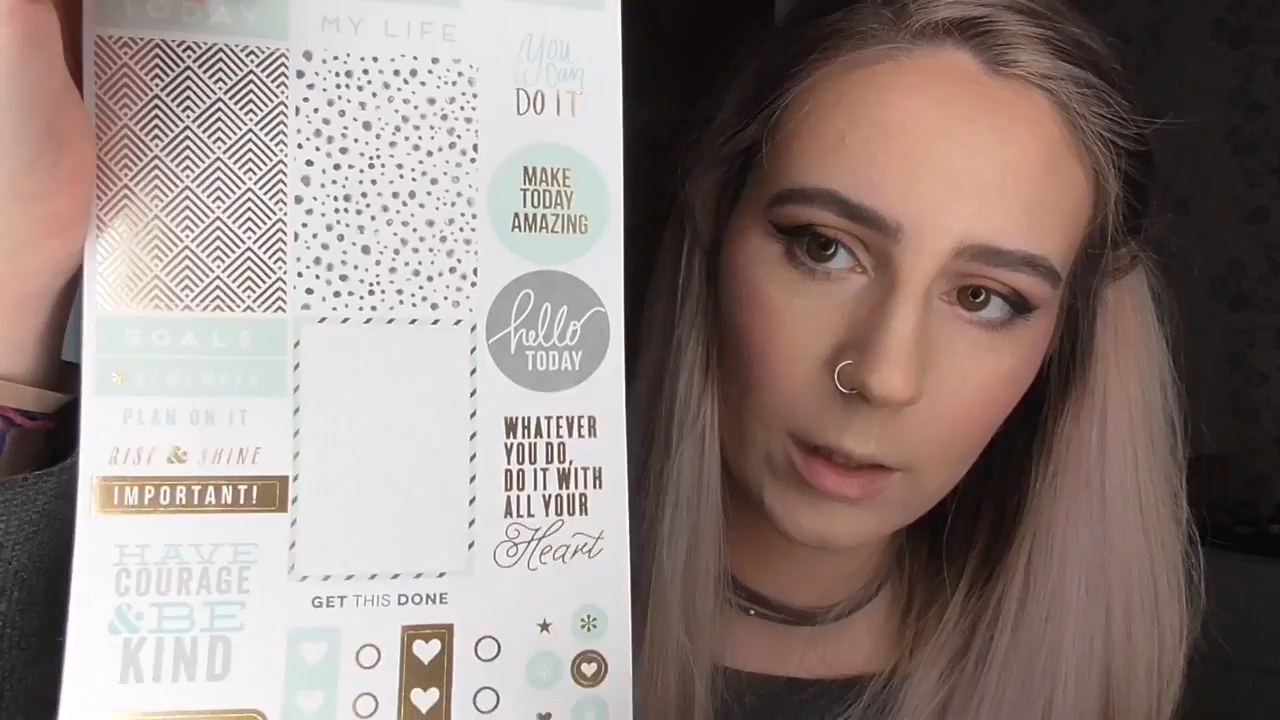 TODAY
MY LIFE
You
can
DO IT
MAKE
TODAY
AMAZING
hello
TODAY
GOALS
PLAN ON IT
RISE & SHINE
IMPORTANT!
WHATEVER
YOU DO,
DO IT WITH
ALL YOUR
Heart
HAVE
COURAGE
& BE
KIND
GET THIS DONE